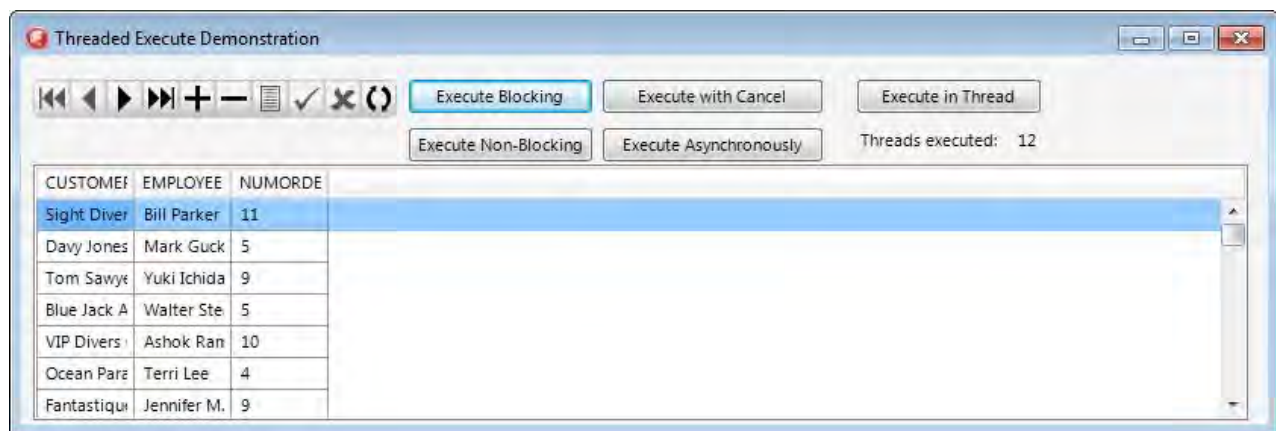 Threaded Execute Demonstration
Execute Blocking Execute with Cancel Execute in Thread
Execute Non-Blocking Execute Asynchronously Threads executed: 12
CUSTOMEF EMPLOYEE NUMORDE
Sight Diver Bill Parker 11
Davy Jones Mark Guck 5
Tom Sawye Yuki Ichida 9
Blue Jack A Walter Ste 5
VIP Divers Ashok Ran 10
Ocean Para Terri Lee 4
Fantastique Jennifer M. 9